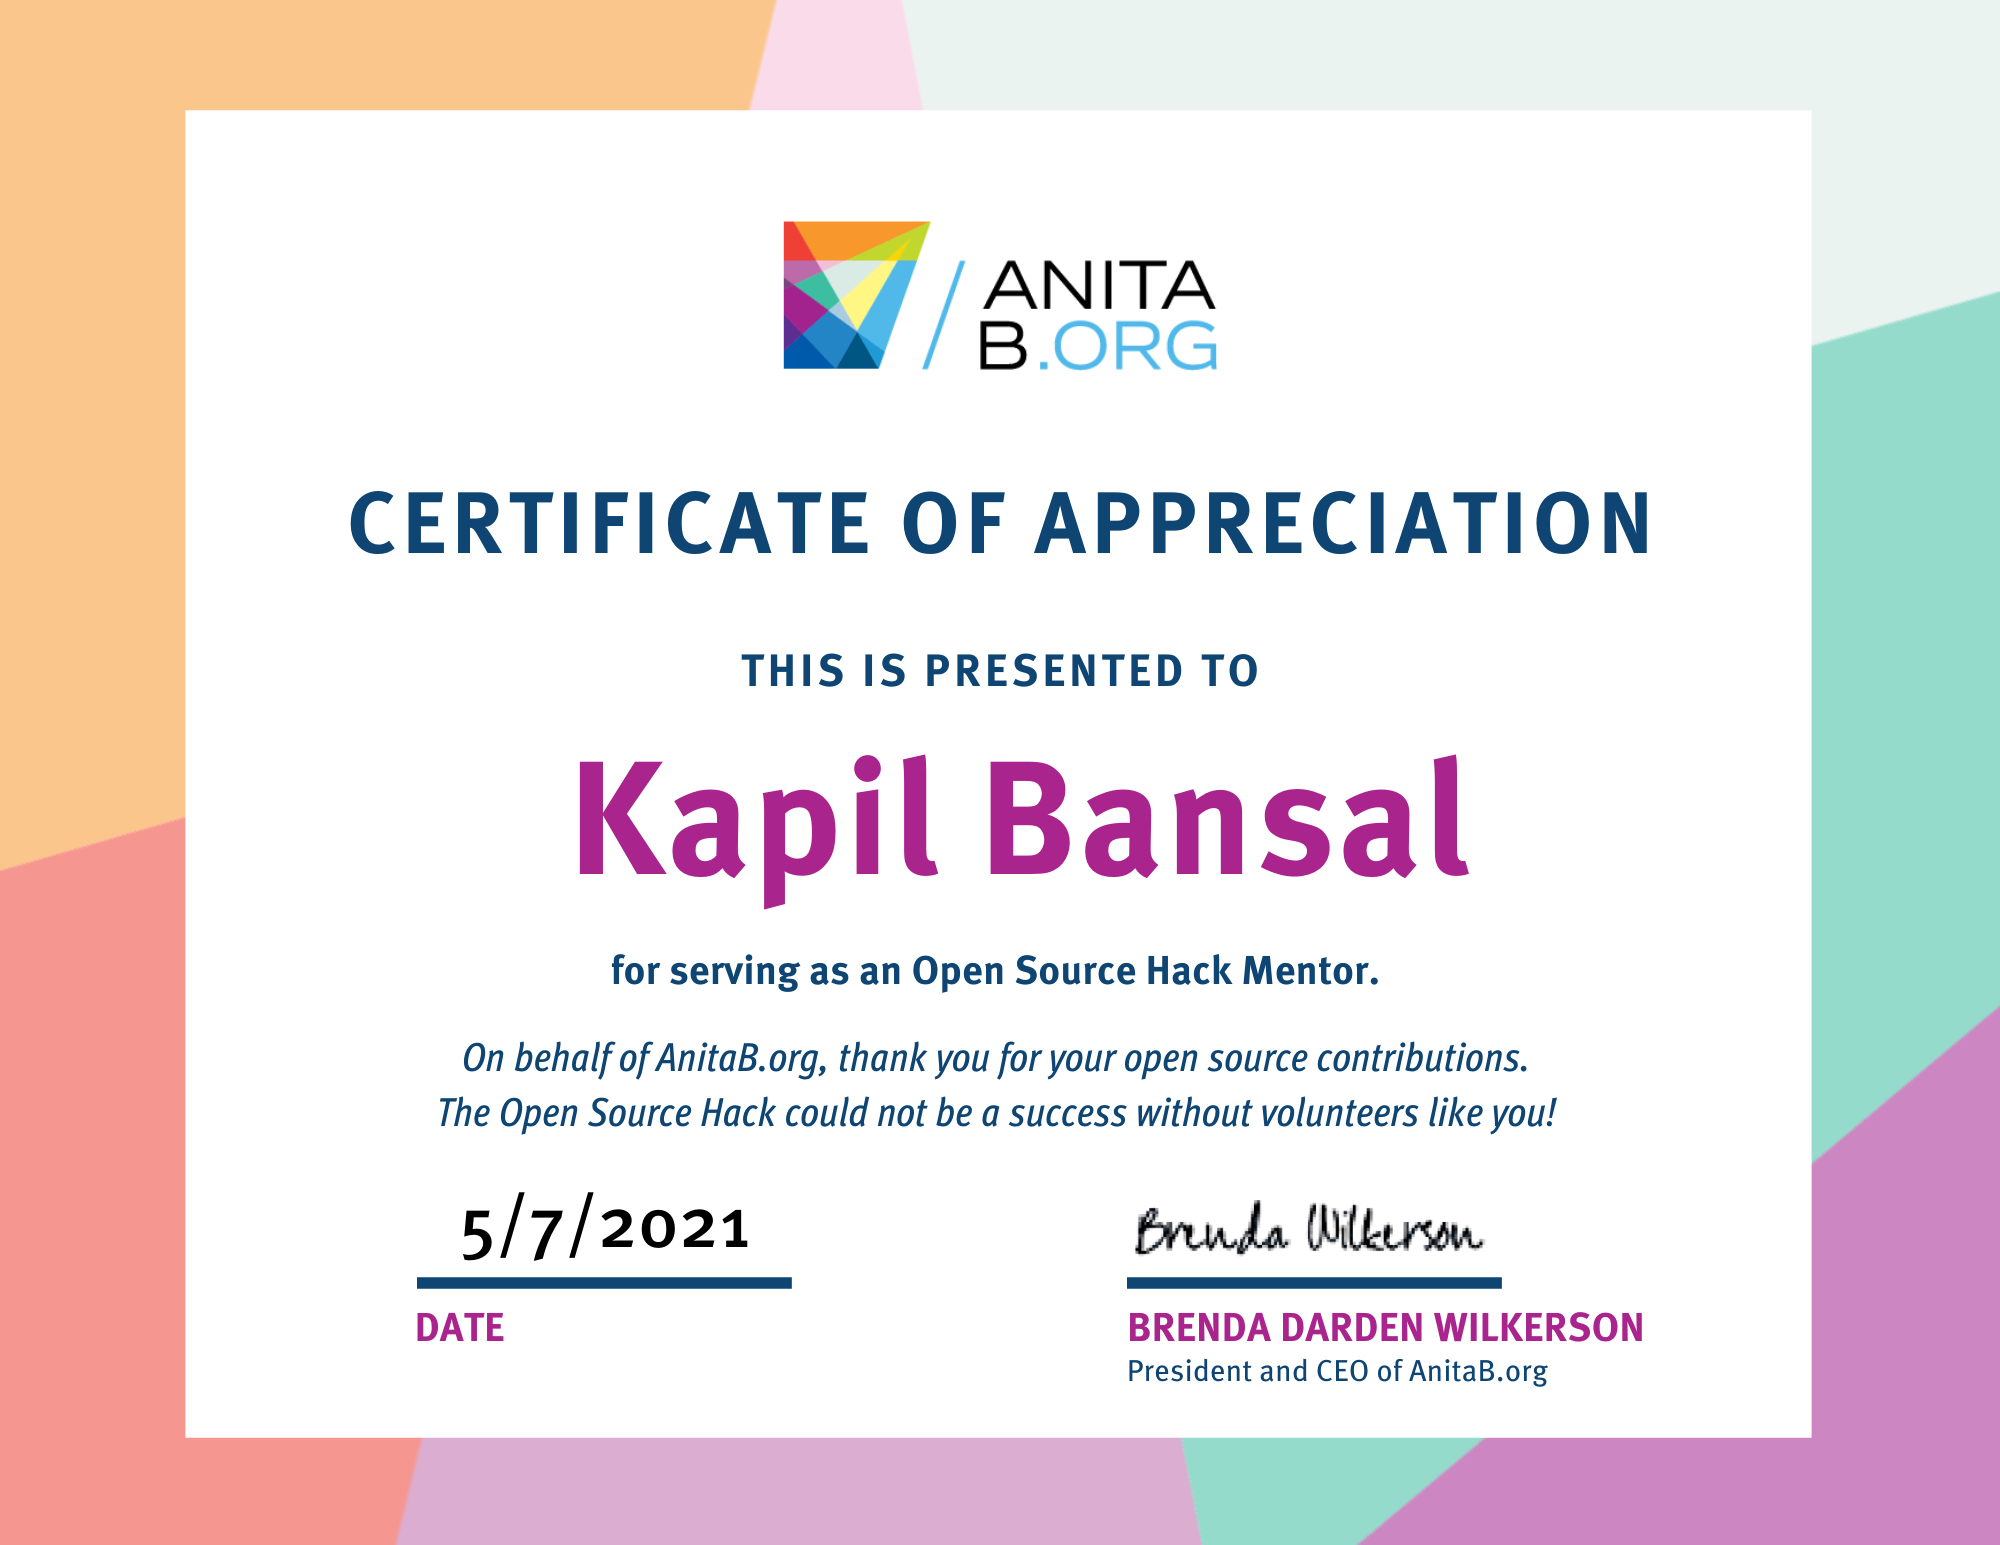 ANITA
B.ORG
CERTIFICATE OF APPRECIATION
THIS IS PRESENTED TO
Kapil Bansal
for serving as an Open Source Hack Mentor.
On behalf of AnitaB.org, thank you for your open source contributions.
The Open Source Hack could not be a success without volunteers like you!
5/7/2021
Brenda Wilkerson
DATE
BRENDA DARDEN WILKERSON
President and CEO of AnitaB.org